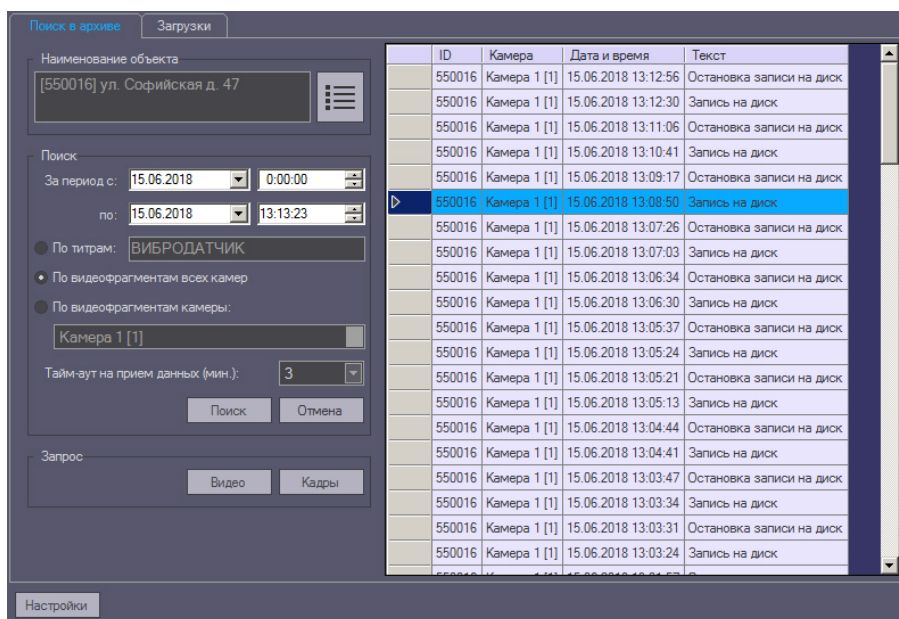 Поиск в архиве Загрузки
Наименование объекта
[550016] ул. Софийская д. 47
Поиск
За период с: 15.06.2018 0:00:00
по: 15.06.2018 13:13:23
По титрам: ВИБРОДАТЧИК
По видеофрагментам всех камер
По видеофрагментам камеры:
Камера 1 [1]
Тайм-аут на прием данных (мин.): 3
Поиск Отмена
Запрос
Видео Кадры
ID Камера Дата и время Текст
550016 Камера 1 [1] 15.06.2018 13:12:56 Остановка записи на диск
550016 Камера 1 [1] 15.06.2018 13:12:30 Запись на диск
550016 Камера 1 [1] 15.06.2018 13:11:06 Остановка записи на диск
550016 Камера 1 [1] 15.06.2018 13:10:41 Запись на диск
550016 Камера 1 [1] 15.06.2018 13:09:17 Остановка записи на диск
550016 Камера 1 [1] 15.06.2018 13:08:50 Запись на диск
550016 Камера 1 [1] 15.06.2018 13:07:26 Остановка записи на диск
550016 Камера 1 [1] 15.06.2018 13:07:03 Запись на диск
550016 Камера 1 [1] 15.06.2018 13:06:34 Остановка записи на диск
550016 Камера 1 [1] 15.06.2018 13:06:30 Запись на диск
550016 Камера 1 [1] 15.06.2018 13:05:37 Остановка записи на диск
550016 Камера 1 [1] 15.06.2018 13:05:24 Запись на диск
550016 Камера 1 [1] 15.06.2018 13:05:21 Остановка записи на диск
550016 Камера 1 [1] 15.06.2018 13:05:13 Запись на диск
550016 Камера 1 [1] 15.06.2018 13:04:44 Остановка записи на диск
550016 Камера 1 [1] 15.06.2018 13:04:41 Запись на диск
550016 Камера 1 [1] 15.06.2018 13:03:47 Остановка записи на диск
550016 Камера 1 [1] 15.06.2018 13:03:34 Запись на диск
550016 Камера 1 [1] 15.06.2018 13:03:31 Остановка записи на диск
550016 Камера 1 [1] 15.06.2018 13:03:24 Запись на диск
Настройки